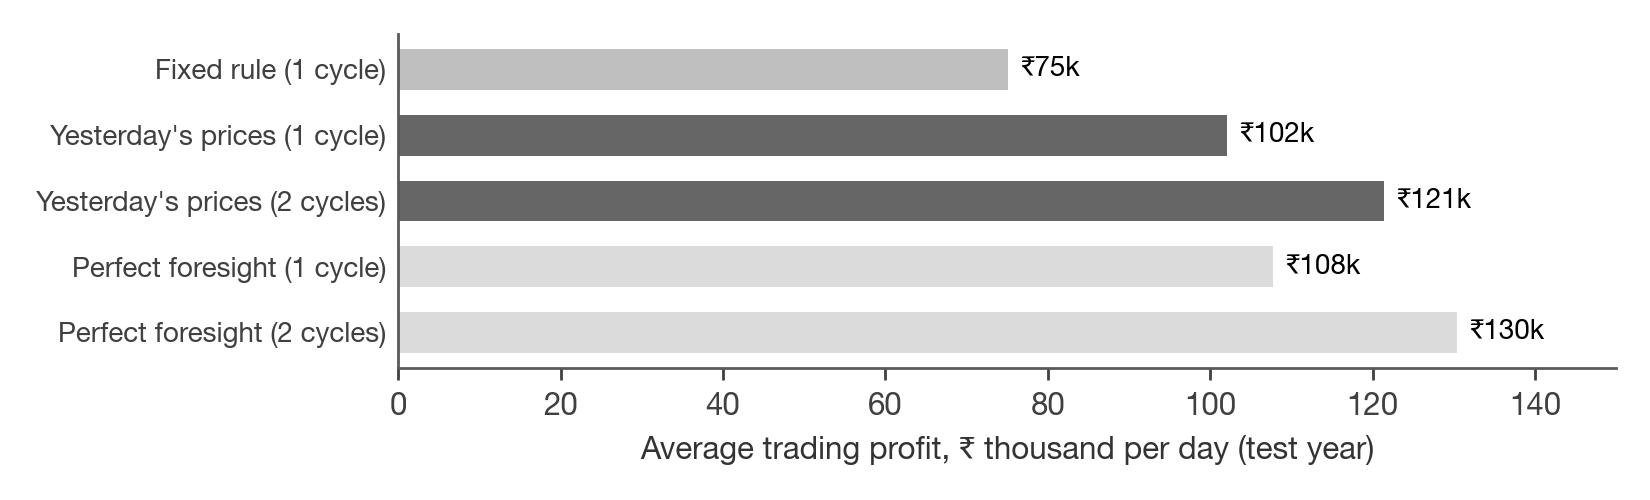 Fixed rule (1 cycle) ₹75k
Yesterday's prices (1 cycle) ₹102k
Yesterday's prices (2 cycles) ₹121k
Perfect foresight (1 cycle) ₹108k
Perfect foresight (2 cycles) ₹130k
0 20 40 60 80 100 120 140
Average trading profit, ₹ thousand per day (test year)